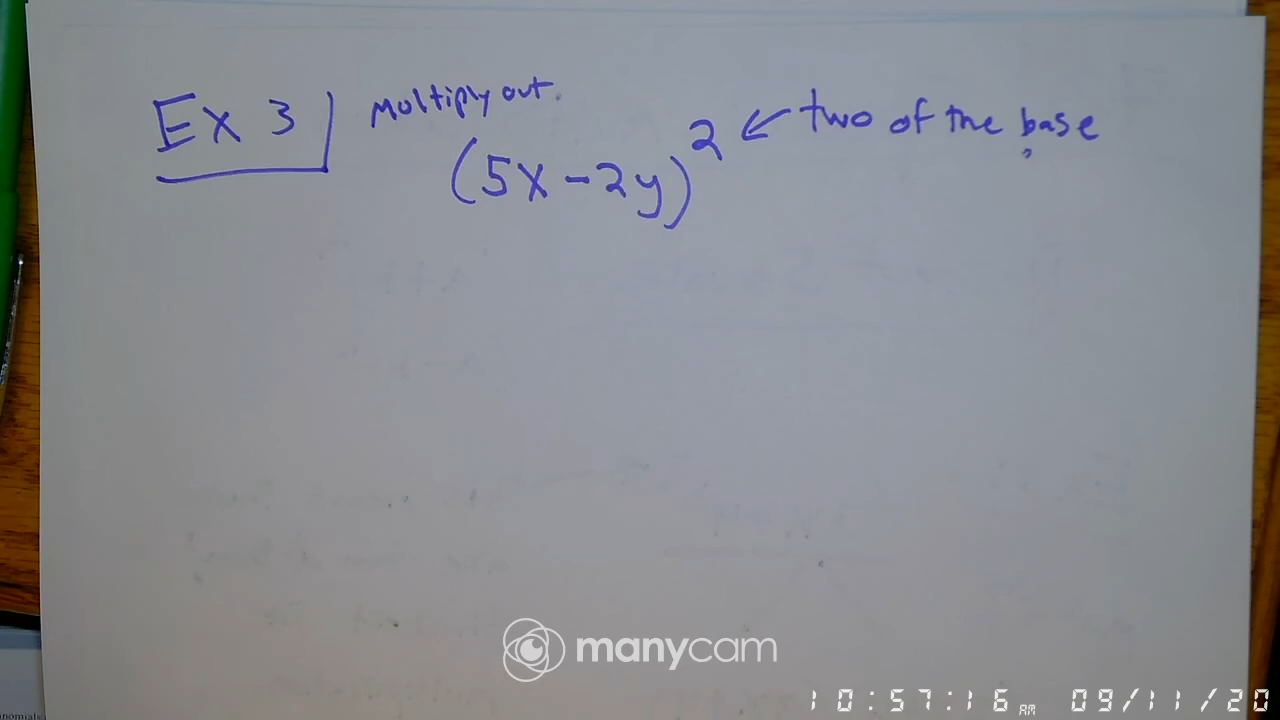 Ex 3 Multiply out.
(5x-2y)² ← two of the base
manycam
10:57:16 AM 09/11/20
nomials